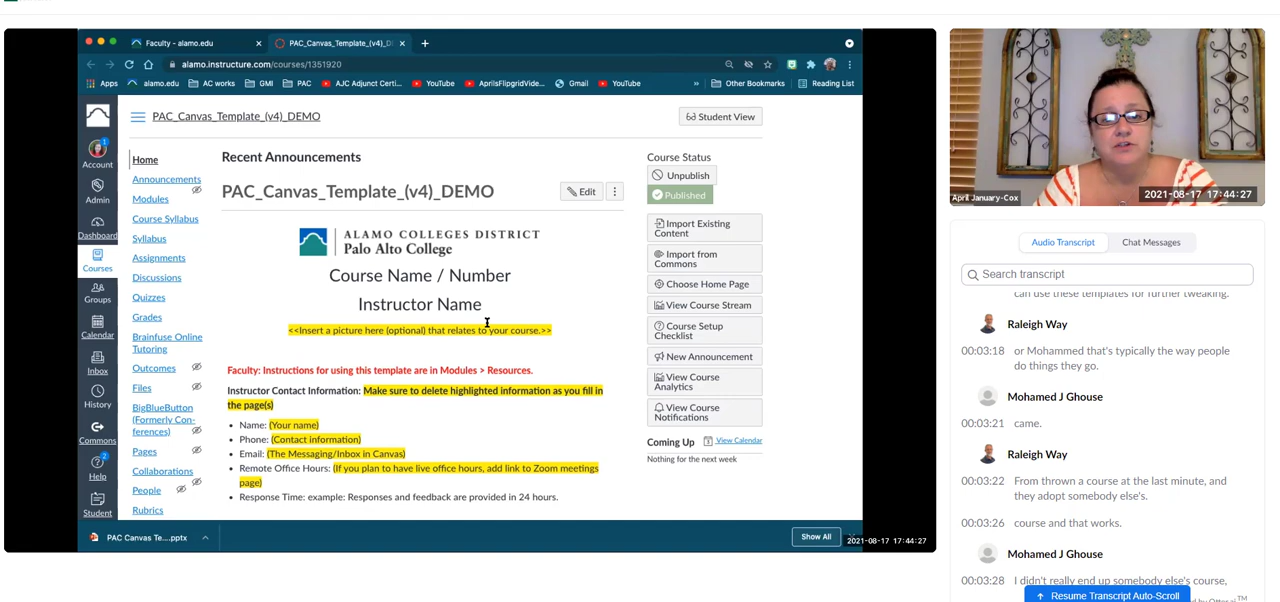 Faculty - alamo.edu
PAC_Canvas_Template_(v4)_D
alamo.instructure.com/courses/1351920
Apps
alamo.edu
AC works
GMI
PAC
AJC Adjunct Certi...
YouTube
AprilsFlipgridVide...
Gmail
YouTube
»
Other Bookmarks
Reading List
PAC_Canvas_Template_(v4)_DEMO
Student View
1
Account
Admin
Dashboard
Courses
Groups
Calendar
Inbox
History
Commons
2
Help
Student
Home
Announcements
Modules
Course Syllabus
Syllabus
Assignments
Discussions
Quizzes
Grades
Brainfuse Online
Tutoring
Outcomes
Files
BigBlueButton
(Formerly Con-
ferences)
Pages
Collaborations
People
Rubrics
Recent Announcements
PAC_Canvas_Template_(v4)_DEMO
Edit
ALAMO COLLEGES DISTRICT
Palo Alto College
Course Name / Number
Instructor Name
<<Insert a picture here (optional) that relates to your course.>>
Faculty: Instructions for using this template are in Modules > Resources.
Instructor Contact Information: Make sure to delete highlighted information as you fill in
the page(s)
• Name: (Your name)
• Phone: (Contact information)
• Email: (The Messaging/Inbox in Canvas)
• Remote Office Hours: (If you plan to have live office hours, add link to Zoom meetings
page)
• Response Time: example: Responses and feedback are provided in 24 hours.
Course Status
Unpublish
Published
Import Existing
Content
Import from
Commons
Choose Home Page
View Course Stream
Course Setup
Checklist
New Announcement
View Course
Analytics
View Course
Notifications
Coming Up
View Calendar
Nothing for the next week
PAC Canvas Te....pptx
Show All
2021-08-17 17:44:27
April January-Cox
2021-08-17 17:44:27
Audio Transcript
Chat Messages
Search transcript
can use these templates for further tweaking.
Raleigh Way
00:03:18 or Mohammed that's typically the way people
do things they go.
Mohamed J Ghouse
00:03:21 came.
Raleigh Way
00:03:22 From thrown a course at the last minute, and
they adopt somebody else's.
00:03:26 course and that works.
Mohamed J Ghouse
00:03:28 I didn't really end up somebody else's course,
Resume Transcript Auto-Scroll